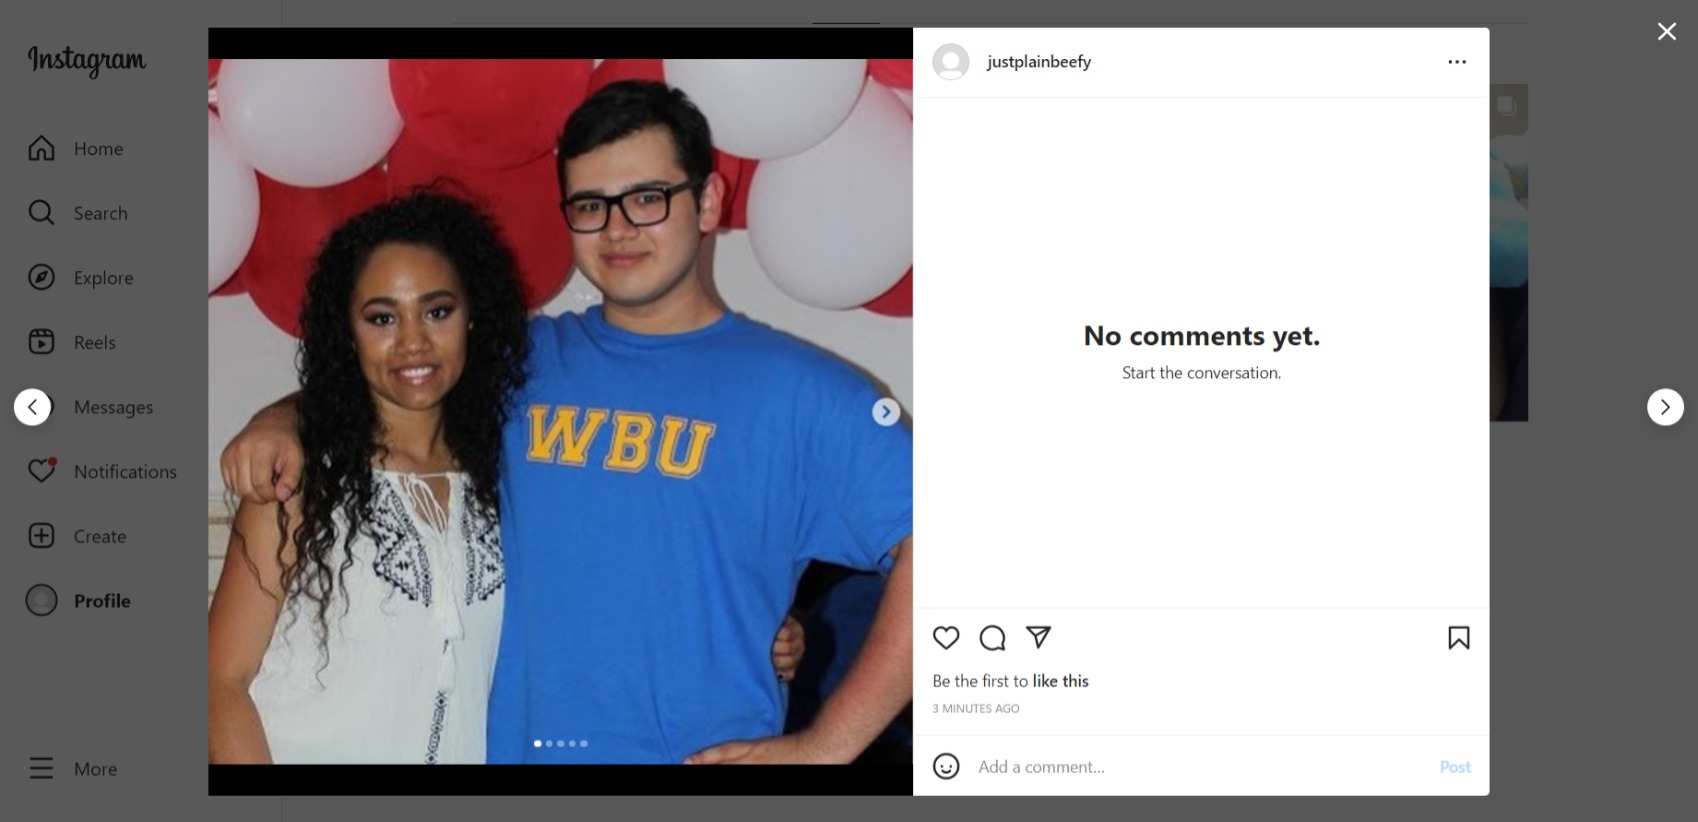 Instagram
Home
Search
Explore
Reels
Messages
Notifications
Create
Profile
More
WBU
justplainbeefy
No comments yet.
Start the conversation.
Be the first to like this
3 MINUTES AGO
Add a comment...
Post